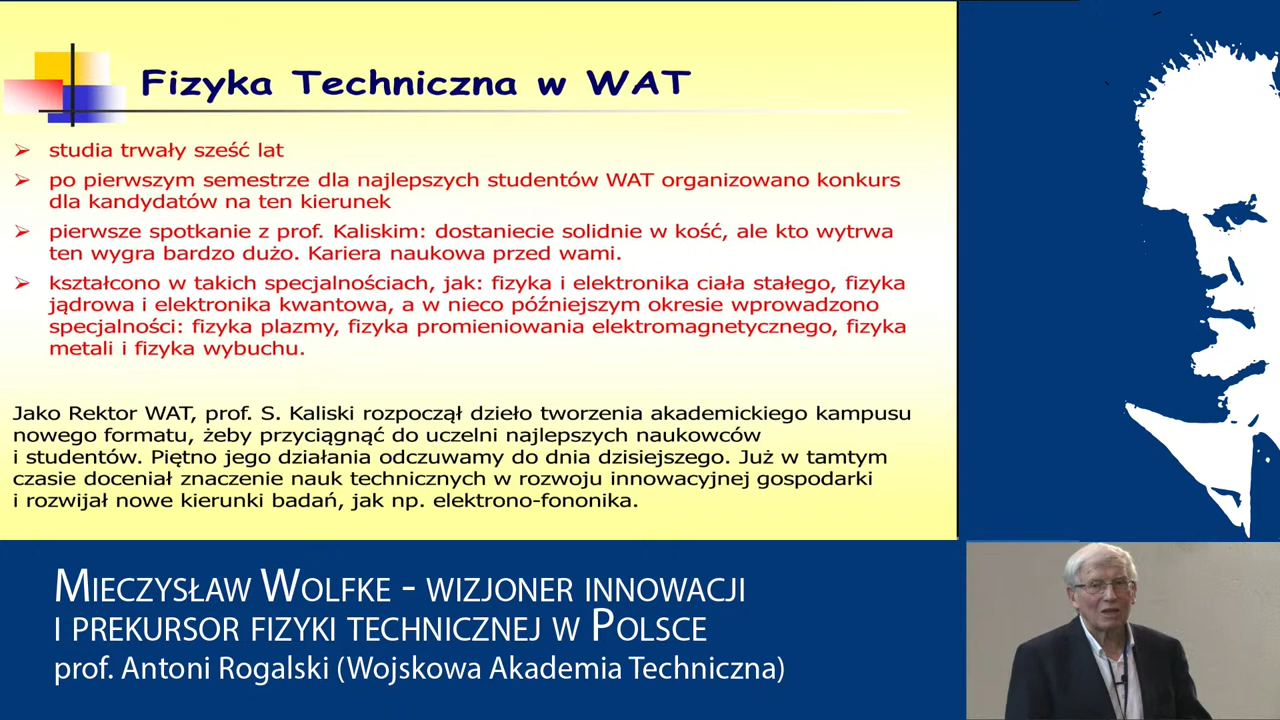 Fizyka Techniczna w WAT
studia trwały sześć lat
po pierwszym semestrze dla najlepszych studentów WAT organizowano konkurs
dla kandydatów na ten kierunek
pierwsze spotkanie z prof. Kaliskim: dostaniecie solidnie w kość, ale kto wytrwa
ten wygra bardzo dużo. Kariera naukowa przed wami.
kształcono w takich specjalnościach, jak: fizyka i elektronika ciała stałego, fizyka
jądrowa i elektronika kwantowa, a w nieco późniejszym okresie wprowadzono
specjalności: fizyka plazmy, fizyka promieniowania elektromagnetycznego, fizyka
metali i fizyka wybuchu.
Jako Rektor WAT, prof. S. Kaliski rozpoczął dzieło tworzenia akademickiego kampusu
nowego formatu, żeby przyciągnąć do uczelni najlepszych naukowców
i studentów. Piętno jego działania odczuwamy do dnia dzisiejszego. Już w tamtym
czasie doceniał znaczenie nauk technicznych w rozwoju innowacyjnej gospodarki
i rozwijał nowe kierunki badań, jak np. elektrono-fononika.
MIECZYSŁAW WOLFKE - WIZJONER INNOWACJI
I PREKURSOR FIZYKI TECHNICZNEJ W POLSCE
prof. Antoni Rogalski (Wojskowa Akademia Techniczna)